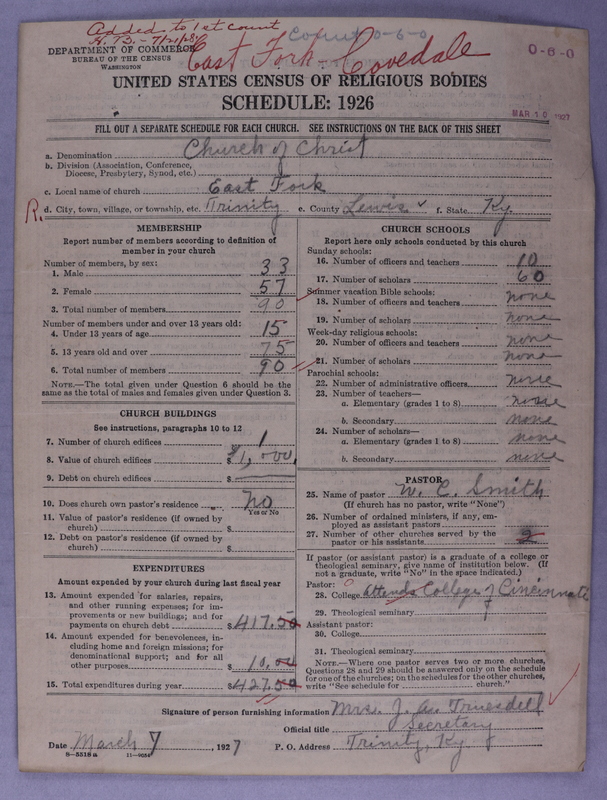 Added to 1st count
H.B. - 7/21/28
Count 0-6-0
East Fork - Covedale
0-6-0
DEPARTMENT OF COMMERCE
BUREAU OF THE CENSUS
WASHINGTON
UNITED STATES CENSUS OF RELIGIOUS BODIES
SCHEDULE: 1926
MAR 10 1927
FILL OUT A SEPARATE SCHEDULE FOR EACH CHURCH. SEE INSTRUCTIONS ON THE BACK OF THIS SHEET
a. Denomination Church of Christ
b. Division (Association, Conference,
Diocese, Presbytery, Synod, etc.)
c. Local name of church East Fork
R. d. City, town, village, or township, etc. Trinity e. County Lewis f. State Ky
MEMBERSHIP
Report number of members according to definition of
member in your church
Number of members, by sex:
1. Male 33
2. Female 57
3. Total number of members 90
Number of members under and over 13 years old:
4. Under 13 years of age 15
5. 13 years old and over 75
6. Total number of members 90
NOTE.—The total given under Question 6 should be
same as the total of males and females given under Question 3.
CHURCH BUILDINGS
See instructions, paragraphs 10 to 12
7. Number of church edifices 1
8. Value of church edifices $ $1,000
9. Debt on church edifices $
10. Does church own pastor's residence no
Yes or No
11. Value of pastor's residence (if owned by
church) $
12. Debt on pastor's residence (if owned by
church) $
EXPENDITURES
Amount expended by your church during last fiscal year
13. Amount expended for salaries, repairs,
and other running expenses; for im-
provements or new buildings; and for
payments on church debt $ 417.50
14. Amount expended for benevolences, in-
cluding home and foreign missions; for
denominational support; and for all
other purposes $ 10.00
15. Total expenditures during year $ 427.50
CHURCH SCHOOLS
Report here only schools conducted by this church
Sunday schools:
16. Number of officers and teachers 10
17. Number of scholars 60
Summer vacation Bible schools:
18. Number of officers and teachers none
19. Number of scholars none
Week-day religious schools:
20. Number of officers and teachers none
21. Number of scholars none
Parochial schools:
22. Number of administrative officers none
23. Number of teachers—
a. Elementary (grades 1 to 8) none
b. Secondary none
24. Number of scholars—
a. Elementary (grades 1 to 8) none
b. Secondary none
PASTOR
25. Name of pastor W. C. Smith
(If church has no pastor, write "None")
26. Number of ordained ministers, if any, em-
ployed as assistant pastors
27. Number of other churches served by the
pastor or his assistants 2
If pastor (or assistant pastor) is a graduate of a college or
theological seminary, give name of institution below. (If
not a graduate, write "No" in the space indicated.)
Pastor:
28. College attends College of Cincinnati
29. Theological seminary
Assistant pastor:
30. College
31. Theological seminary
NOTE.—Where one pastor serves two or more churches,
Questions 28 and 29 should be answered only on the schedule
for one of the churches; on the schedules for the other churches,
write "See schedule for church."
Signature of person furnishing information Mrs. J. A. Truesdell
Official title Secretary
Date March 7, 1927 P. O. Address Trinity, Ky
8—5518a 11—9054